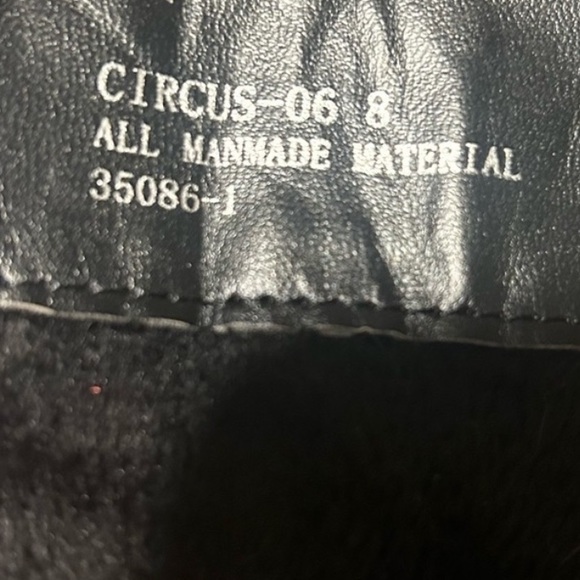 CIRCUS-06 8
ALL MANMADE MATERIAL
35086-1